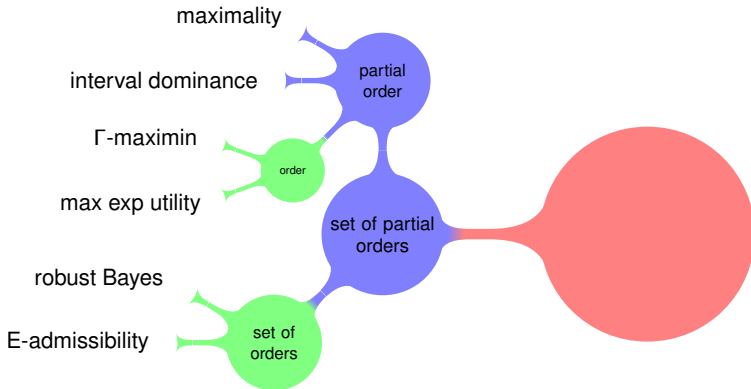 maximality
partial
order
interval dominance
Γ-maximin
order
max exp utility
set of partial
orders
robust Bayes
set of
orders
E-admissibility